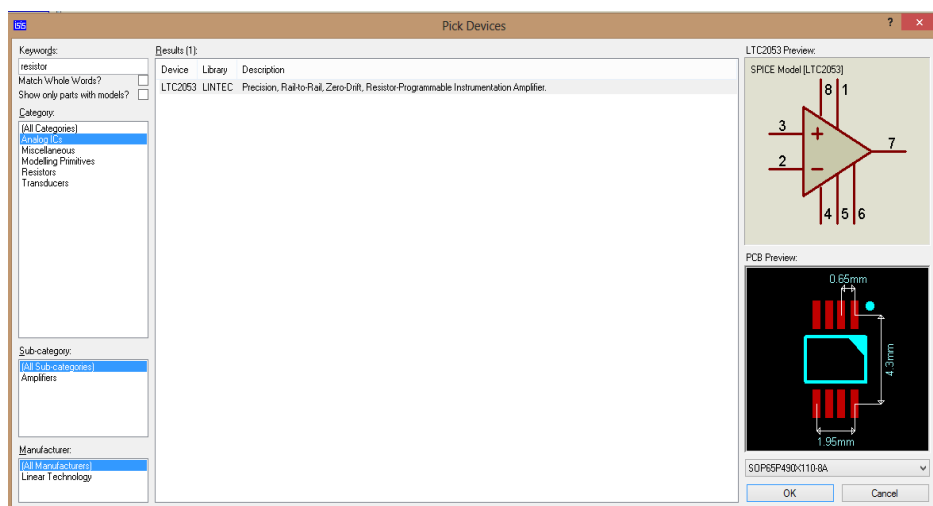 isis
Pick Devices
?
×
Keywords:
resistor
Match Whole Words?
Show only parts with models?
Category:
(All Categories)
Analog ICs
Miscellaneous
Modelling Primitives
Resistors
Transducers
Sub-category:
(All Sub-categories)
Amplifiers
Manufacturer:
(All Manufacturers)
Linear Technology
Results (1):
Device Library Description
LTC2053 LINTEC Precision, Rail-to-Rail, Zero-Drift, Resistor-Programmable Instrumentation Amplifier.
LTC2053 Preview:
SPICE Model [LTC2053]
8 1
3 +
7
2 −
4 5 6
PCB Preview:
0.65mm
4.3mm
1.95mm
SOP65P490X110-8A
OK Cancel